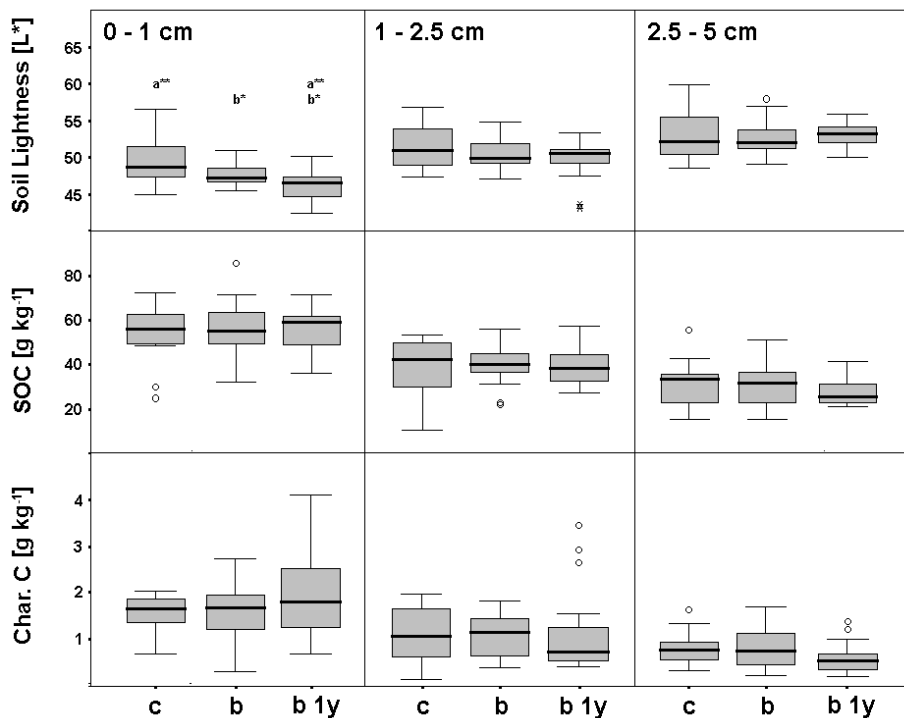 0 - 1 cm
1 - 2.5 cm
2.5 - 5 cm
Soil Lightness [L*]
65
60
55
50
45
a**
b*
a**
b*
SOC [g kg-1]
80
60
40
20
Char. C [g kg-1]
4
3
2
1
c
b
b 1y
c
b
b 1y
c
b
b 1y